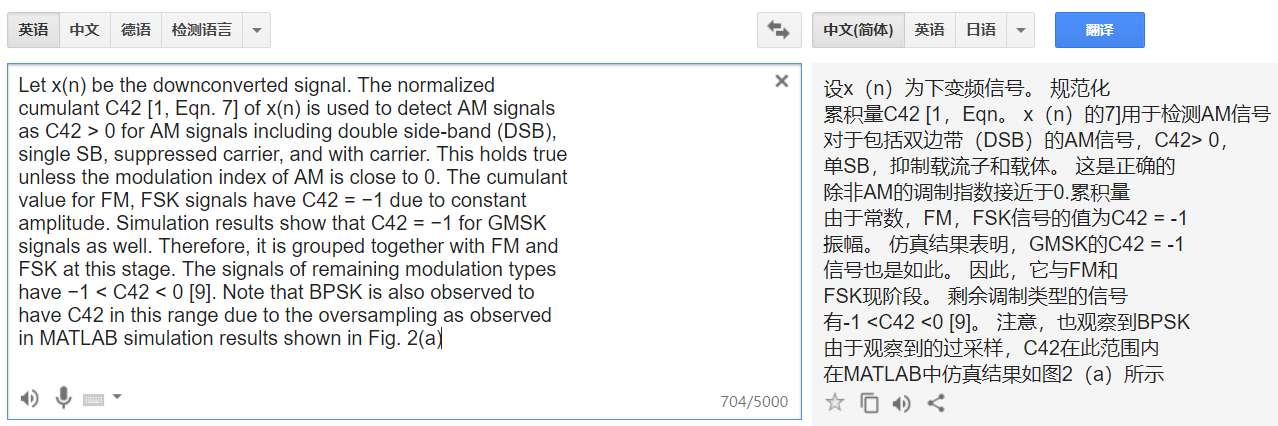 英语 中文 德语 检测语言
中文(简体) 英语 日语 翻译
Let x(n) be the downconverted signal. The normalized
cumulant C42 [1, Eqn. 7] of x(n) is used to detect AM signals
as C42 > 0 for AM signals including double side-band (DSB),
single SB, suppressed carrier, and with carrier. This holds true
unless the modulation index of AM is close to 0. The cumulant
value for FM, FSK signals have C42 = −1 due to constant
amplitude. Simulation results show that C42 = −1 for GMSK
signals as well. Therefore, it is grouped together with FM and
FSK at this stage. The signals of remaining modulation types
have −1 < C42 < 0 [9]. Note that BPSK is also observed to
have C42 in this range due to the oversampling as observed
in MATLAB simulation results shown in Fig. 2(a)
704/5000
设x（n）为下变频信号。 规范化
累积量C42 [1，Eqn。 x（n）的7]用于检测AM信号
对于包括双边带（DSB）的AM信号，C42> 0，
单SB，抑制载流子和载体。 这是正确的
除非AM的调制指数接近于0.累积量
由于常数，FM，FSK信号的值为C42 = -1
振幅。 仿真结果表明，GMSK的C42 = -1
信号也是如此。 因此，它与FM和
FSK现阶段。 剩余调制类型的信号
有-1 <C42 <0 [9]。 注意，也观察到BPSK
由于观察到的过采样，C42在此范围内
在MATLAB中仿真结果如图2（a）所示